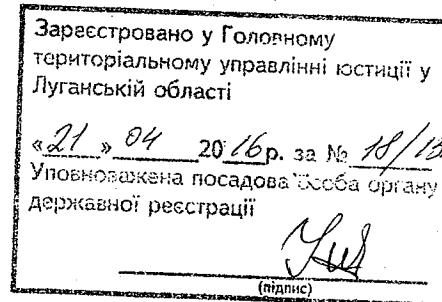 Зареєстровано у Головному
територіальному управлінні юстиції у
Луганській області
«21» 04 2016р. за № 18/15
Уповноважена посадова особа органу
державної реєстрації
(підпис)